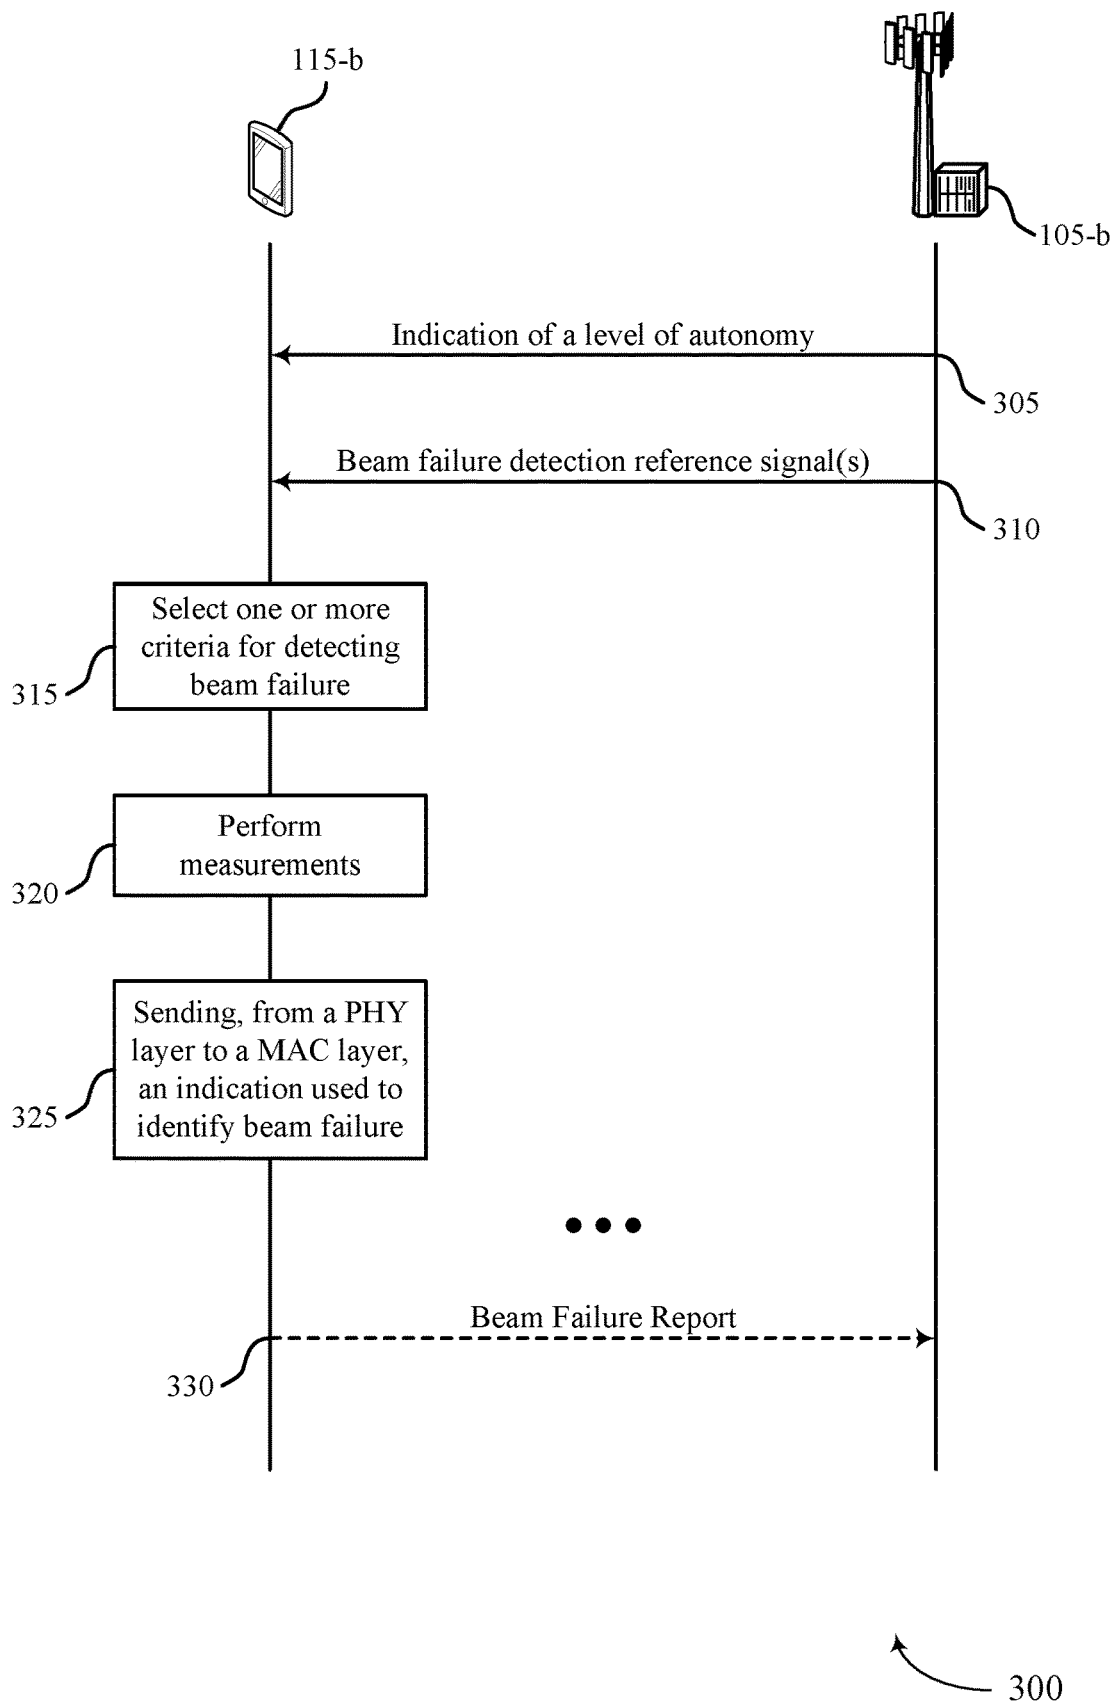 115-b
105-b
Indication of a level of autonomy
305
Beam failure detection reference signal(s)
310
Select one or more
criteria for detecting
beam failure
315
Perform
measurements
320
Sending, from a PHY
layer to a MAC layer,
an indication used to
identify beam failure
325
Beam Failure Report
330
300